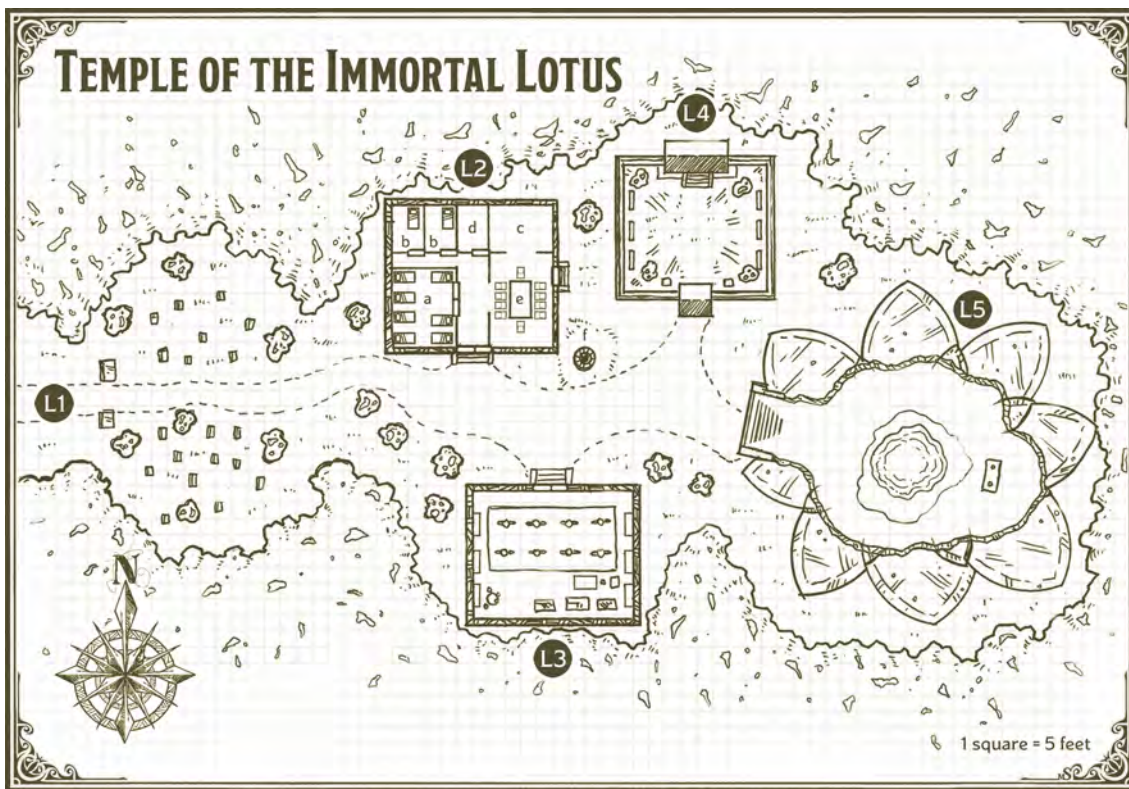 TEMPLE OF THE IMMORTAL LOTUS
L4
L2
b b d c
L5
a e
L1
N
L3
1 square = 5 feet